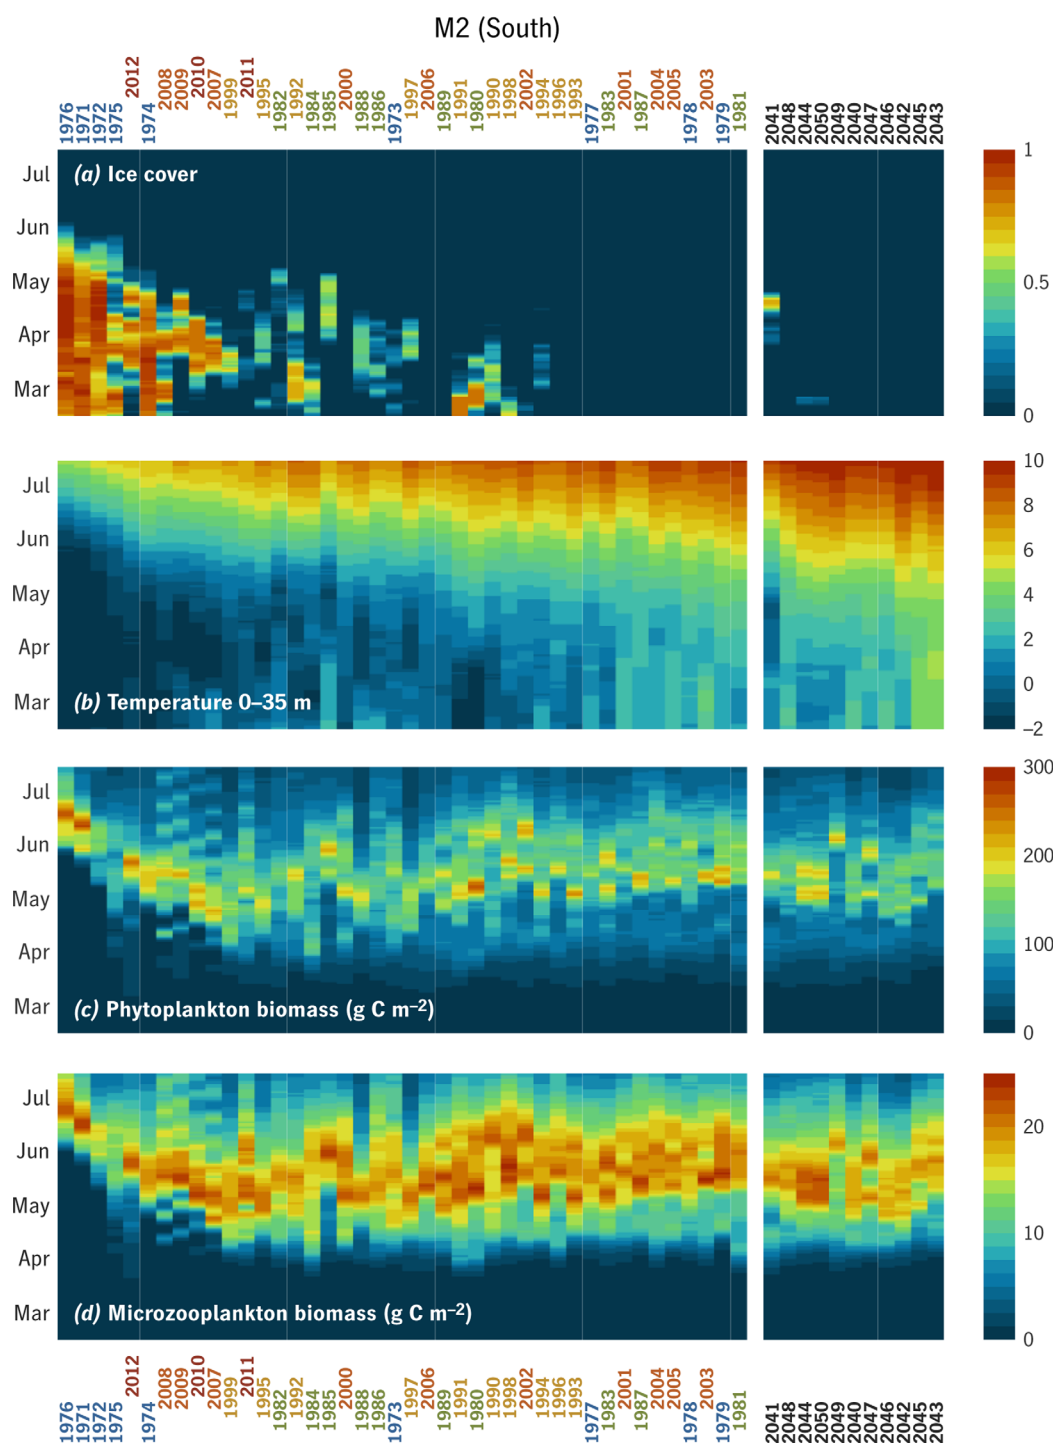 M2 (South)
1976 1971 1972 1975 2012 1974 2008 2009 2010 2007 1999 2011 1995 1982 1992 1984 1985 2000 1988 1986 1973 1997 2006 1989 1991 1980 1990 1998 2002 1994 1996 1993 1977 1983 2001 1987 2004 2005 1978 2003 1979 1981 2041 2048 2044 2050 2049 2040 2047 2046 2042 2045 2043
(a) Ice cover
Jul
Jun
May
Apr
Mar
1
0.5
0
Jul
Jun
May
Apr
Mar
(b) Temperature 0–35 m
10
8
6
4
2
0
–2
Jul
Jun
May
Apr
Mar
(c) Phytoplankton biomass (g C m–2)
300
200
100
0
Jul
Jun
May
Apr
Mar
(d) Microzooplankton biomass (g C m–2)
20
10
0
1976 1971 1972 1975 2012 1974 2008 2009 2010 2007 1999 2011 1995 1982 1992 1984 1985 2000 1988 1986 1973 1997 2006 1989 1991 1980 1990 1998 2002 1994 1996 1993 1977 1983 2001 1987 2004 2005 1978 2003 1979 1981 2041 2048 2044 2050 2049 2040 2047 2046 2042 2045 2043